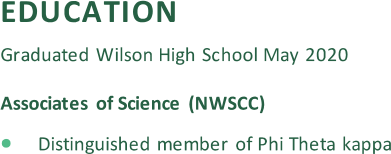 EDUCATION
Graduated Wilson High School May 2020
Associates of Science (NWSCC)
• Distinguished member of Phi Theta kappa